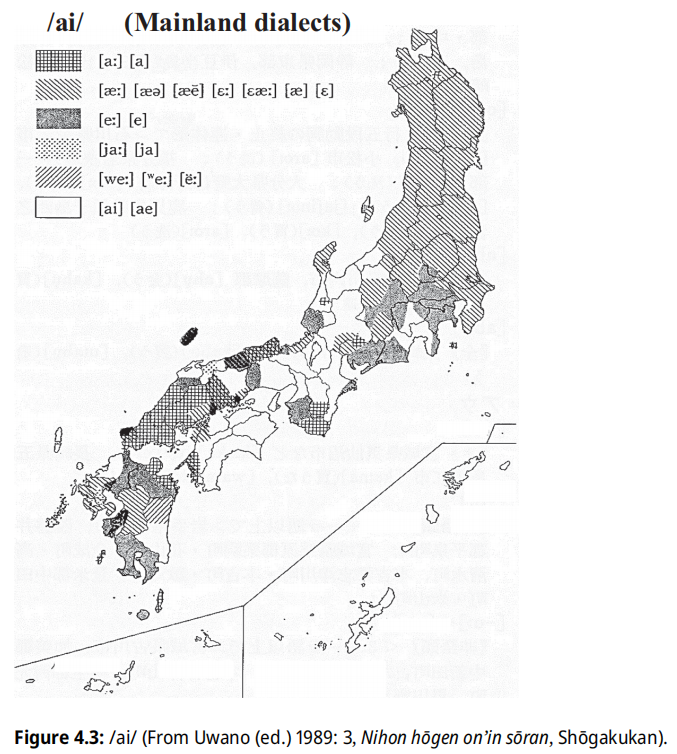 /ai/ (Mainland dialects)
[aː] [a]
[æː] [æə] [æë] [ɛː] [ɛæː] [æ] [ɛ]
[eː] [e]
[jaː] [ja]
[weː] [ʷeː] [ëː]
[ai] [ae]
Figure 4.3: /ai/ (From Uwano (ed.) 1989: 3, Nihon hōgen on’in sōran, Shōgakukan).